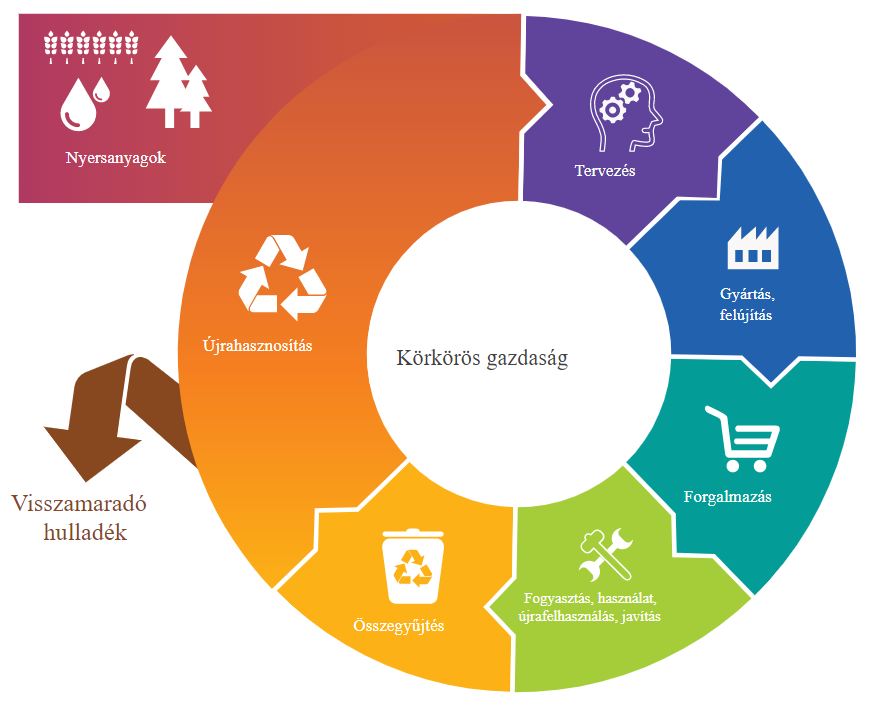 Nyersanyagok
Tervezés
Gyártás,
felújítás
Újrahasznosítás
Körkörös gazdaság
Forgalmazás
Visszamaradó
hulladék
Fogyasztás, használat,
újrafelhasználás, javítás
Összegyűjtés